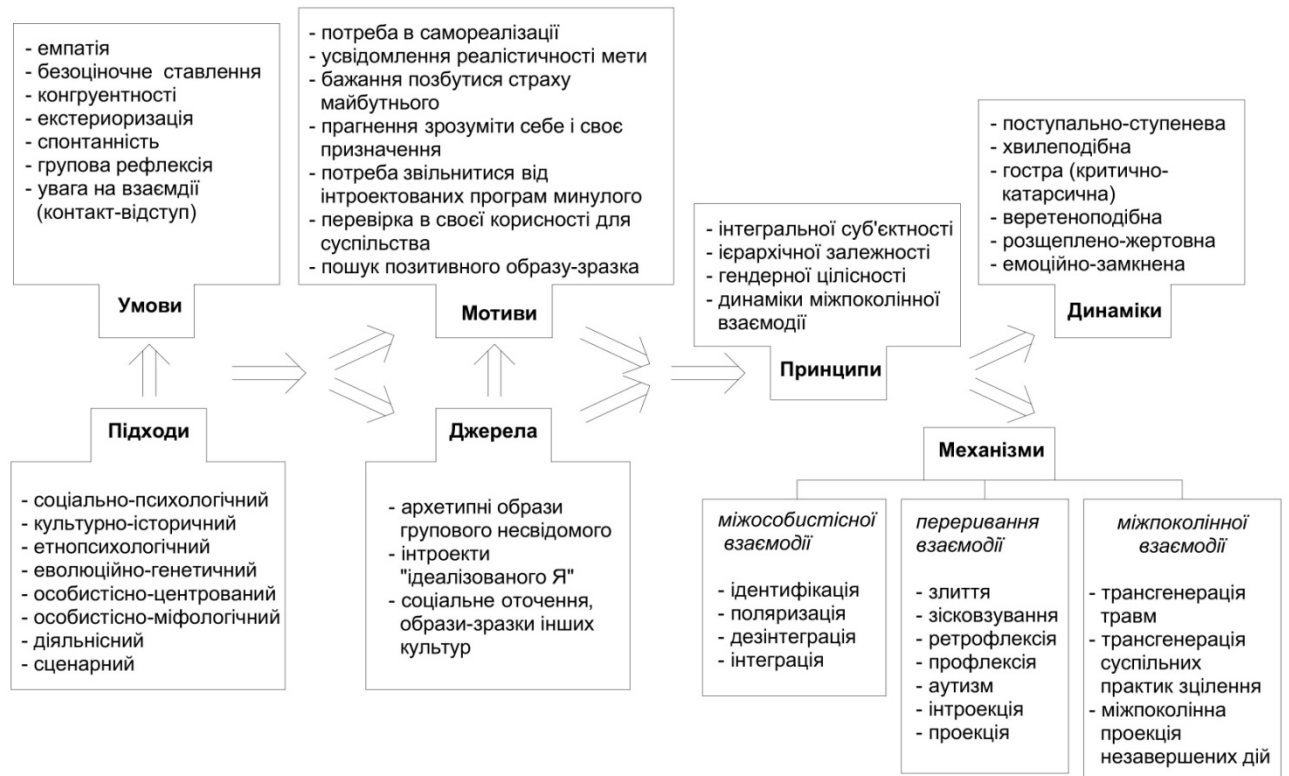 - емпатія
- безоціночне ставлення
- конгруентності
- екстериоризація
- спонтанність
- групова рефлексія
- увага на взаємдії
(контакт-відступ)
Умови
- потреба в самореалізації
- усвідомлення реалістичності мети
- бажання позбутися страху
майбутнього
- прагнення зрозуміти себе і своє
призначення
- потреба звільнитися від
інтроектованих програм минулого
- перевірка в своєї корисності для
суспільства
- пошук позитивного образу-зразка
Мотиви
- інтегральної суб'єктності
- ієрархічної залежності
- гендерної цілісності
- динаміки міжпоколінної
взаємодії
Принципи
- поступально-ступенева
- хвилеподібна
- гостра (критично-
катарсична)
- веретеноподібна
- розщеплено-жертовна
- емоційно-замкнена
Динаміки
Підходи
- соціально-психологічний
- культурно-історичний
- етнопсихологічний
- еволюційно-генетичний
- особистісно-центрований
- особистісно-міфологічний
- діяльнісний
- сценарний
Джерела
- архетипні образи
групового несвідомого
- інтроекти
"ідеалізованого Я"
- соціальне оточення,
образи-зразки інших
культур
Механізми
міжособистісної
взаємодії
- ідентифікація
- поляризація
- дезінтеграція
- інтеграція
переривання
взаємодії
- злиття
- зісковзування
- ретрофлексія
- профлексія
- аутизм
- інтроекція
- проекція
міжпоколінної
взаємодії
- трансгенерація
травм
- трансгенерація
суспільних
практик зцілення
- міжпоколінна
проекція
незавершених дій